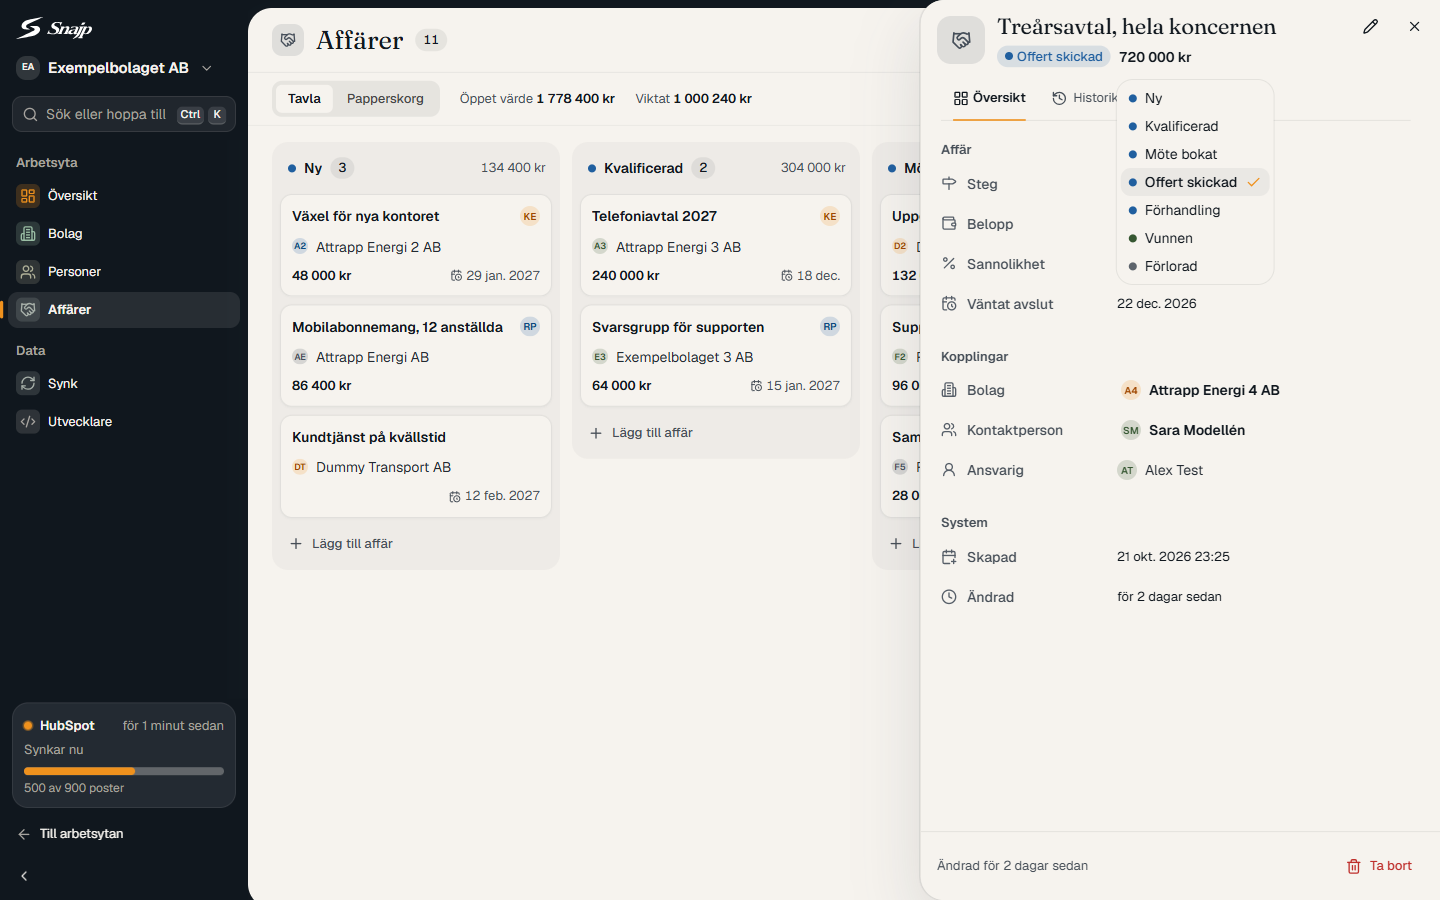 Snajp
EA Exempelbolaget AB
Sök eller hoppa till Ctrl K
Arbetsyta
Översikt
Bolag
Personer
Affärer
Data
Synk
Utvecklare
HubSpot för 1 minut sedan
Synkar nu
500 av 900 poster
Till arbetsytan
Affärer 11
Tavla Papperskorg Öppet värde 1 778 400 kr Viktat 1 000 240 kr
Ny 3 134 400 kr
Växel för nya kontoret KE
A2 Attrapp Energi 2 AB
48 000 kr 29 jan. 2027
Mobilabonnemang, 12 anställda RP
AE Attrapp Energi AB
86 400 kr
Kundtjänst på kvällstid
DT Dummy Transport AB
12 feb. 2027
Lägg till affär
Kvalificerad 2 304 000 kr
Telefoniavtal 2027 KE
A3 Attrapp Energi 3 AB
240 000 kr 18 dec.
Svarsgrupp för supporten RP
E3 Exempelbolaget 3 AB
64 000 kr 15 jan. 2027
Lägg till affär
D2
132
F2
96 0
F5
28 0
Treårsavtal, hela koncernen
Offert skickad 720 000 kr
Översikt Historik
Affär
Steg
Belopp
Sannolikhet
Väntat avslut 22 dec. 2026
Ny
Kvalificerad
Möte bokat
Offert skickad
Förhandling
Vunnen
Förlorad
Kopplingar
Bolag A4 Attrapp Energi 4 AB
Kontaktperson SM Sara Modellén
Ansvarig AT Alex Test
System
Skapad 21 okt. 2026 23:25
Ändrad för 2 dagar sedan
Ändrad för 2 dagar sedan Ta bort